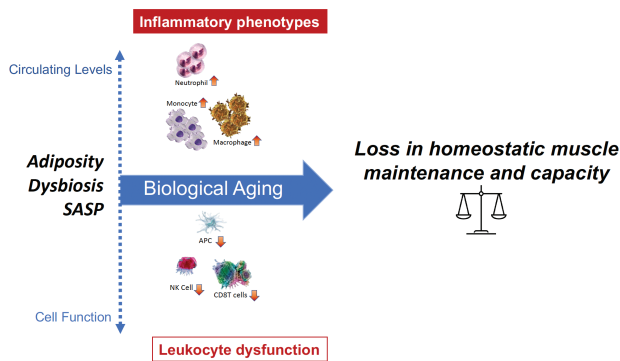 Inflammatory phenotypes
Circulating Levels
Neutrophil
Monocyte
Macrophage
Adiposity
Dysbiosis
SASP
Biological Aging
Loss in homeostatic muscle
maintenance and capacity
APC
NK Cell
CD8T cells
Cell Function
Leukocyte dysfunction